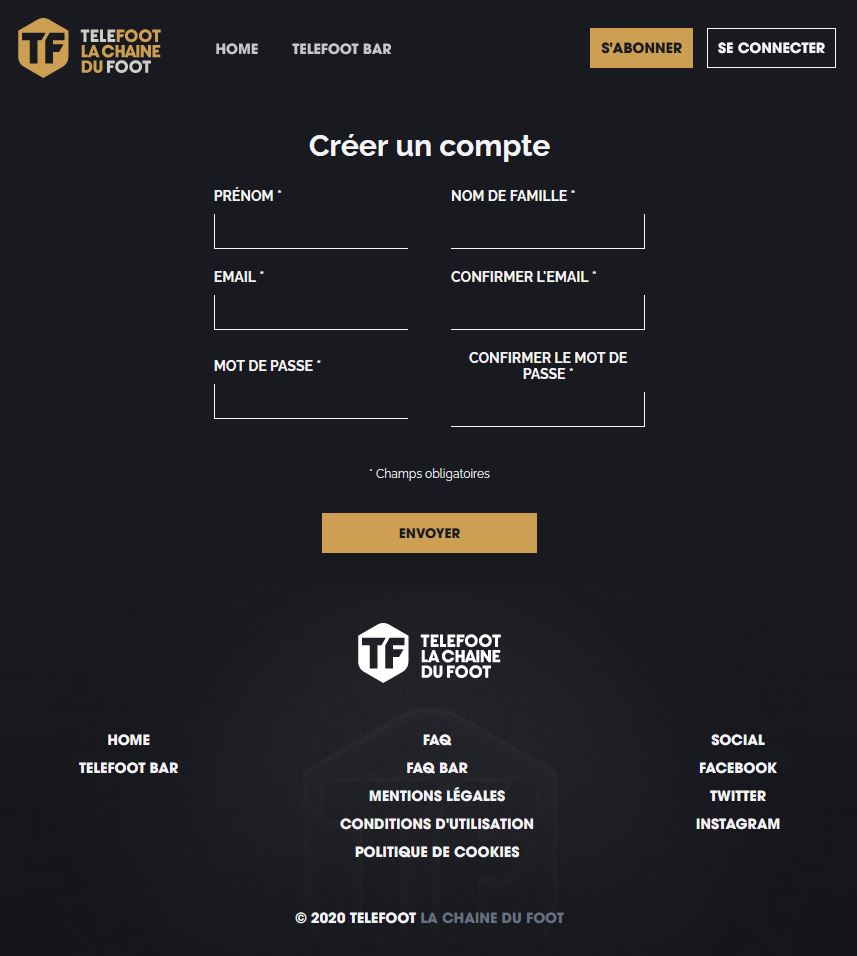 TF
TELEFOOT
LA CHAINE
DU FOOT
HOME
TELEFOOT BAR
S'ABONNER
SE CONNECTER
Créer un compte
PRÉNOM *
NOM DE FAMILLE *
EMAIL *
CONFIRMER L'EMAIL *
MOT DE PASSE *
CONFIRMER LE MOT DE
PASSE *
* Champs obligatoires
ENVOYER
TF
TELEFOOT
LA CHAINE
DU FOOT
HOME
TELEFOOT BAR
FAQ
FAQ BAR
MENTIONS LÉGALES
CONDITIONS D'UTILISATION
POLITIQUE DE COOKIES
SOCIAL
FACEBOOK
TWITTER
INSTAGRAM
© 2020 TELEFOOT LA CHAINE DU FOOT